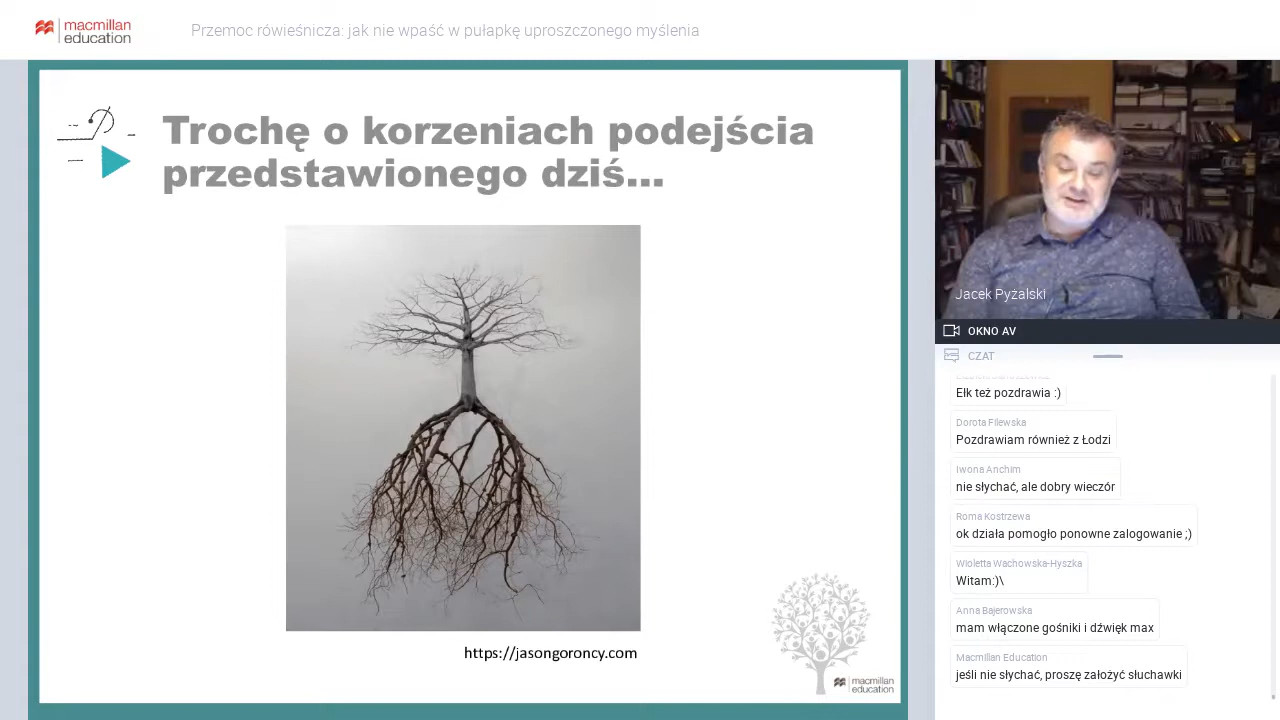 macmillan
education
Przemoc rówieśnicza: jak nie wpaść w pułapkę uproszczonego myślenia
Trochę o korzeniach podejścia
przedstawionego dziś...
https://jasongoroncy.com
macmillan
education
Jacek Pyżalski
OKNO AV
CZAT
Ełk też pozdrawia :)
Dorota Filewska
Pozdrawiam również z Łodzi
Iwona Anchim
nie słychać, ale dobry wieczór
Roma Kostrzewa
ok działa pomogło ponowne zalogowanie ;)
Wioletta Wachowska-Hyszka
Witam:)\
Anna Bajerowska
mam włączone gośniki i dźwięk max
Macmillan Education
jeśli nie słychać, proszę założyć słuchawki